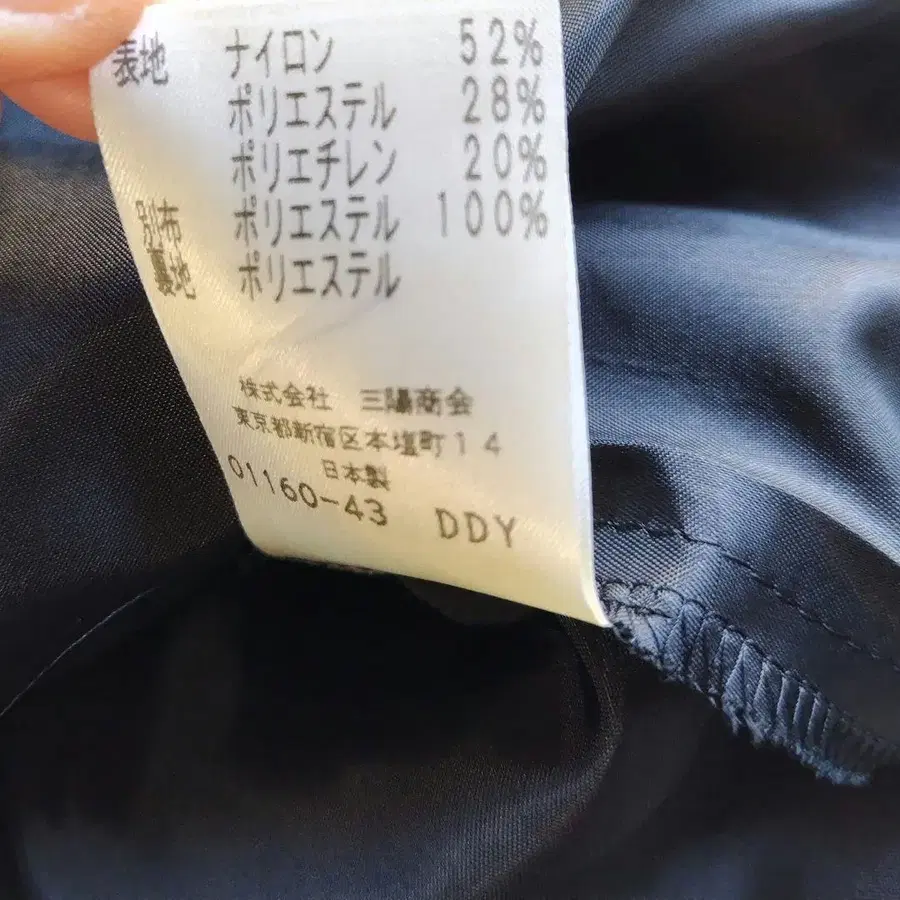 表地 ナイロン 52%
ポリエステル 28%
ポリエチレン 20%
別布 ポリエステル 100%
裏地 ポリエステル
株式会社 三陽商会
東京都新宿区本塩町14
日本製
01160-43 DDY